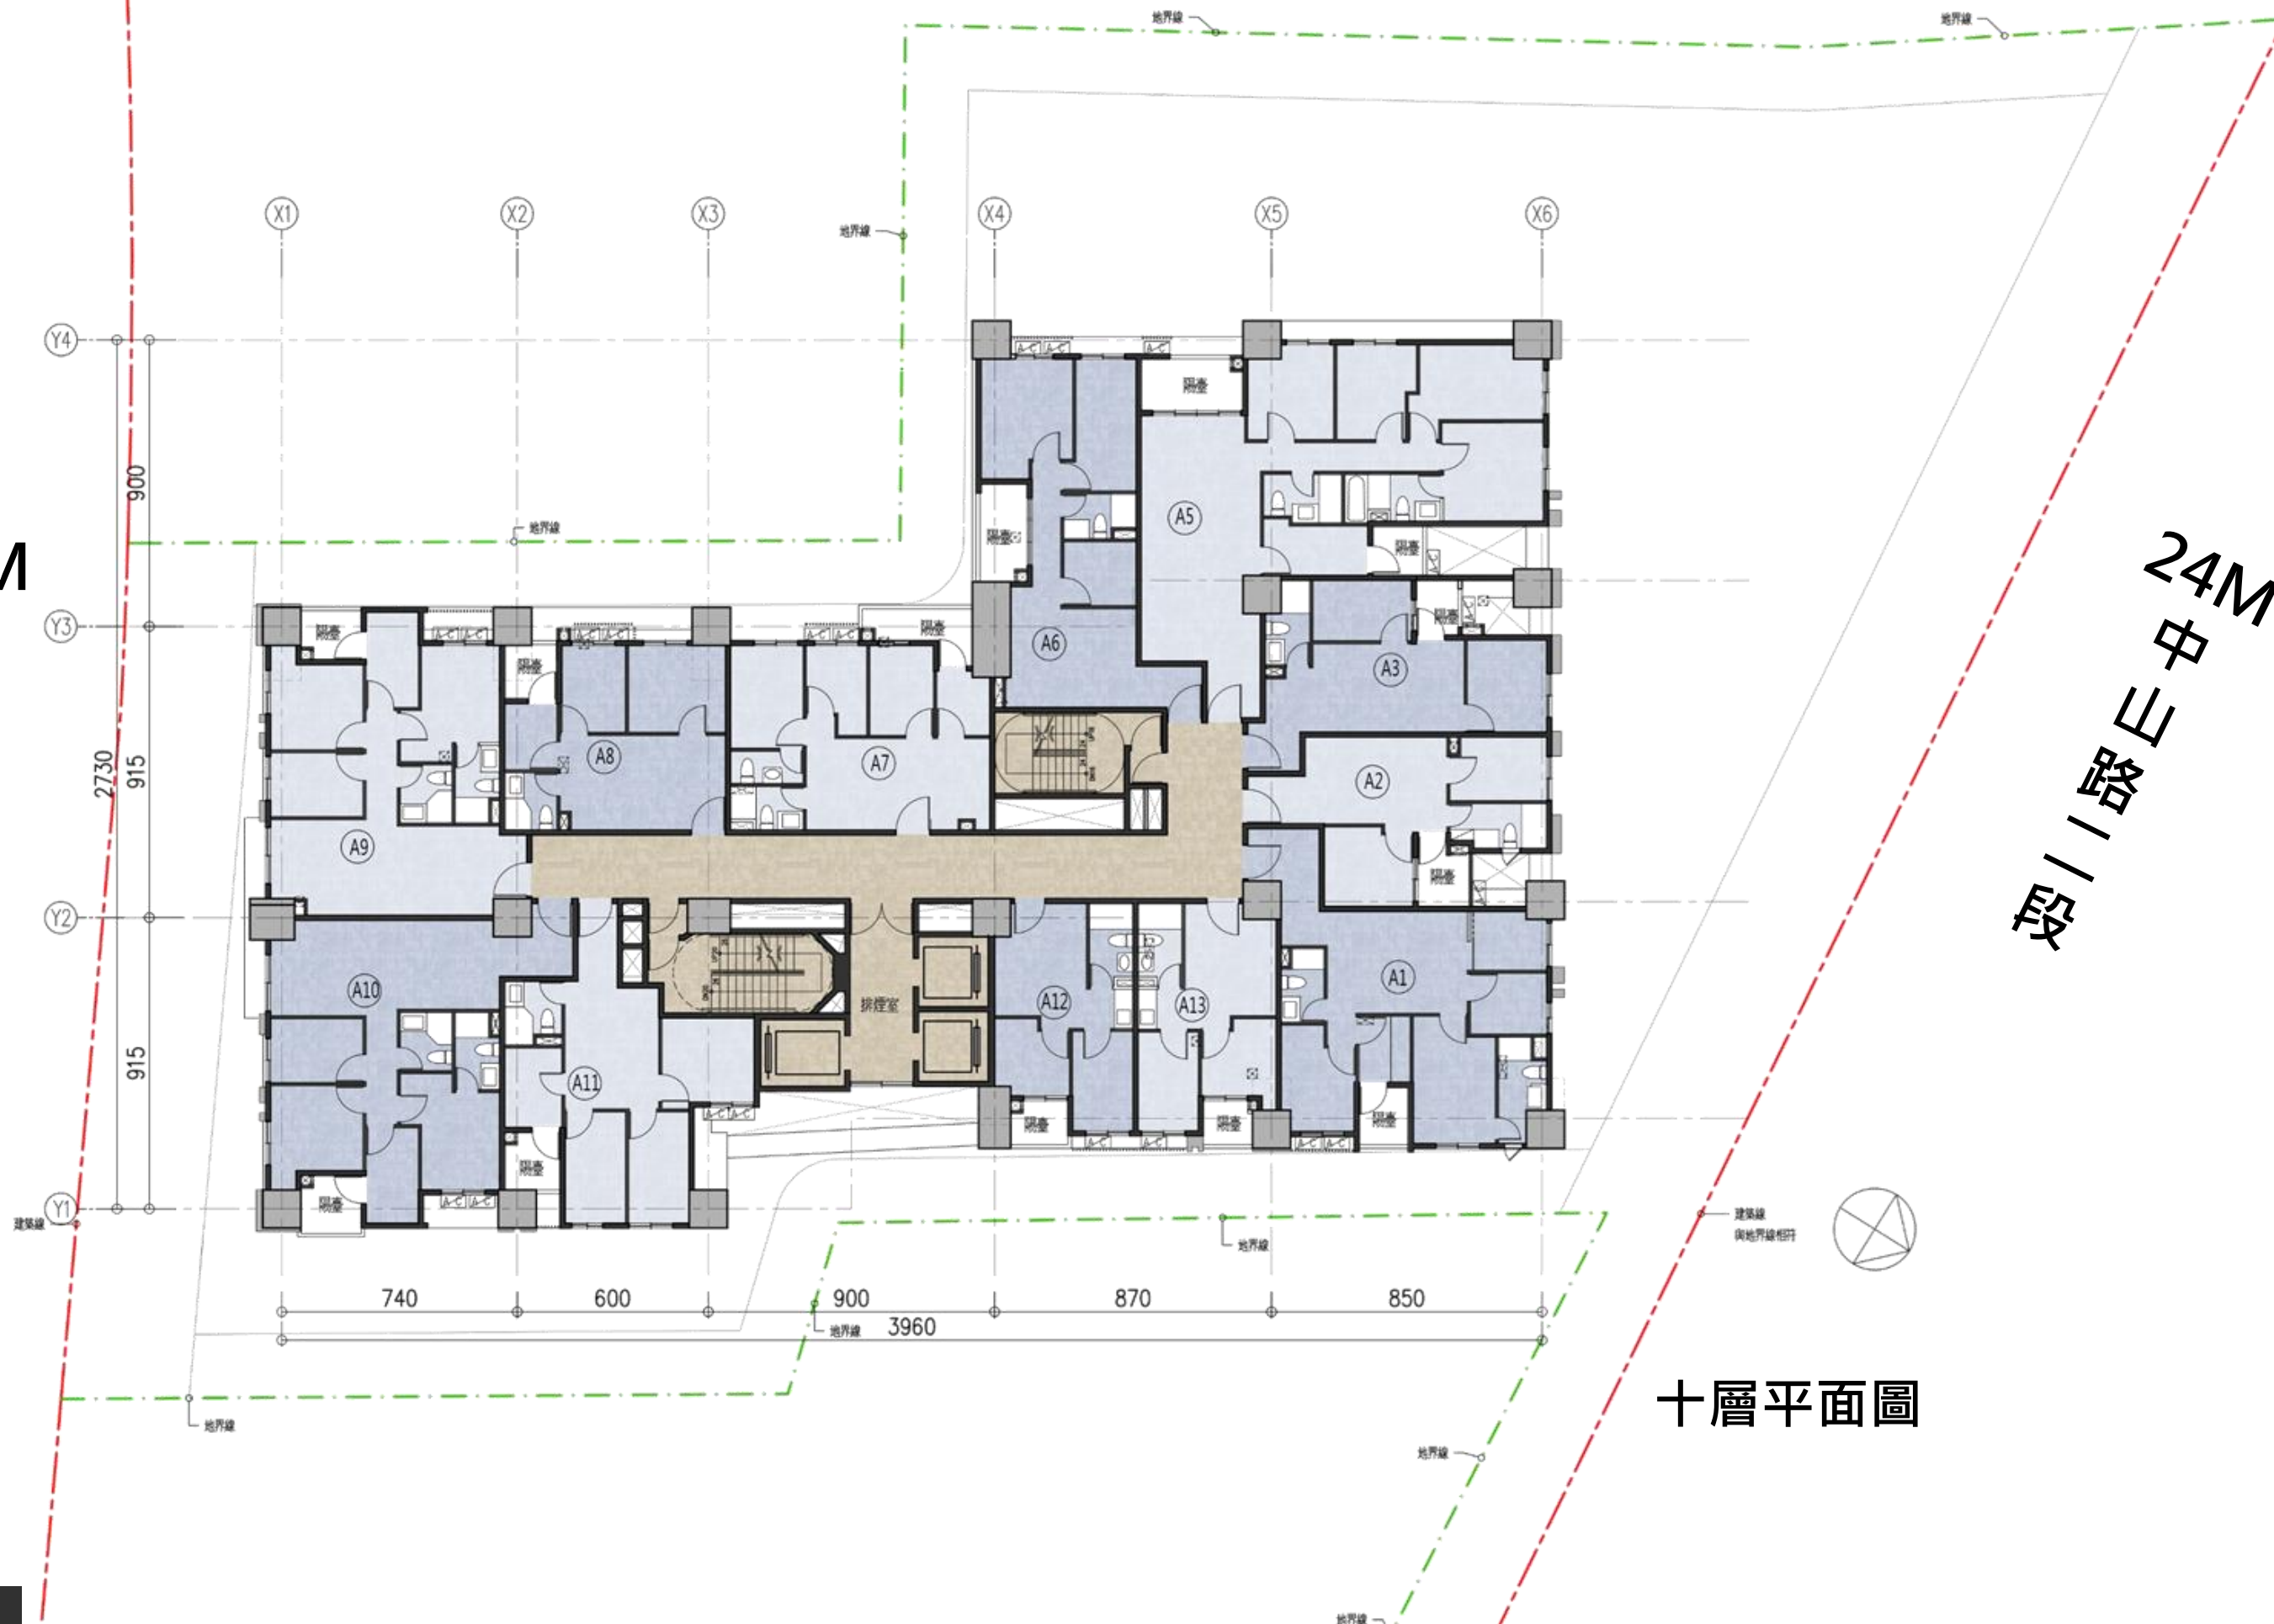 地界線
地界線
X1
X2
X3
X4
X5
X6
地界線
Y4
A-C
A-C
A-C
陽臺
900
A5
地界線
陽臺
陽臺
M
24M
中
山
路
二
段
Y3
陽臺
A-C
A-C
A-C
A-C
A-C
陽臺
陽臺
陽臺
A6
A3
A8
A7
A2
2730
915
A9
陽臺
Y2
A10
A1
排煙室
A12
A13
915
A11
A-C
A-C
陽臺
陽臺
陽臺
A-C
A-C
A-C
A-C
陽臺
陽臺
A-C
A-C
Y1
建築線
建築線
與地界線相符
地界線
740
600
900
870
850
地界線
3960
十層平面圖
地界線
地界線
地界線